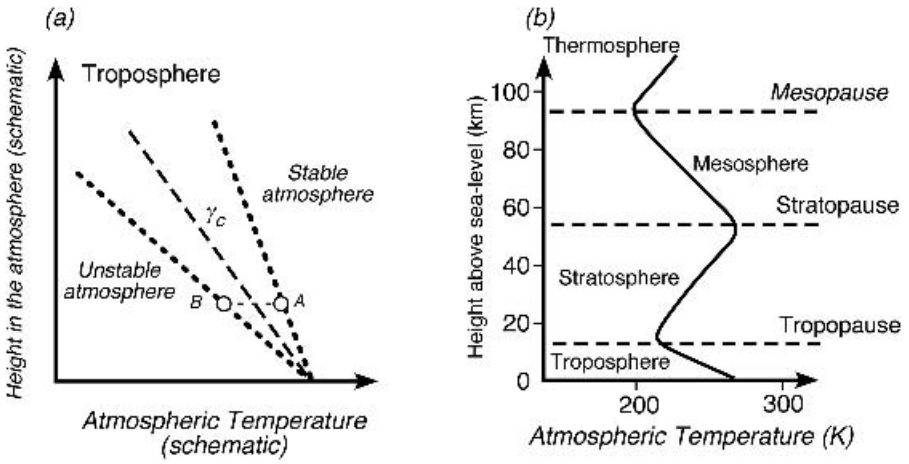 (a)
Height in the atmosphere (schematic)
Troposphere
Stable
atmosphere
γc
Unstable
atmosphere
B
A
Atmospheric Temperature
(schematic)
(b)
Height above sea-level (km)
Thermosphere
100
Mesopause
80
Mesosphere
60
Stratopause
40
Stratosphere
20
Tropopause
Troposphere
0
200
300
Atmospheric Temperature (K)